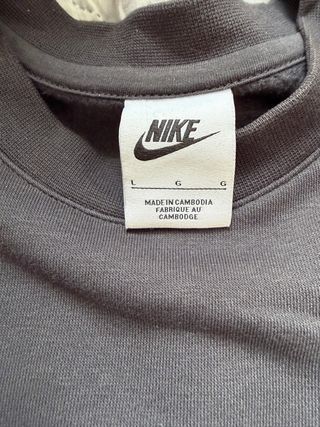 NIKE
L G G
MADE IN CAMBODIA
FABRIQUE AU
CAMBODGE